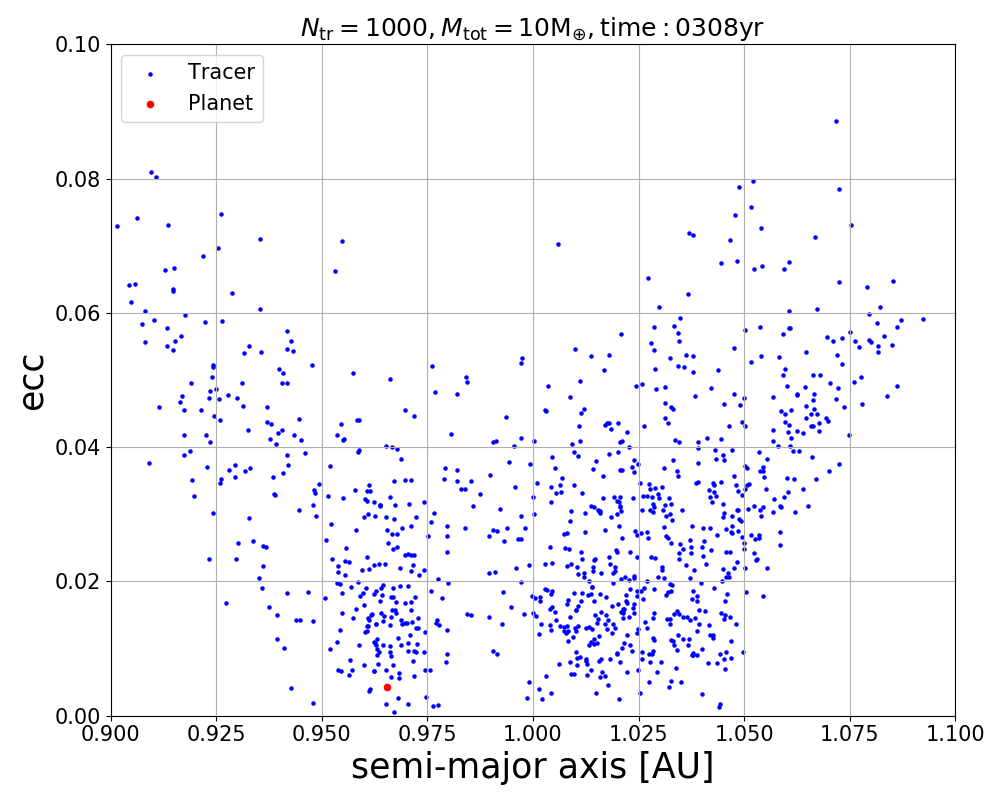 N_tr = 1000, M_tot = 10M_⊕, time : 0308yr
0.10
Tracer
Planet
0.08
0.06
ecc
0.04
0.02
0.00
0.900 0.925 0.950 0.975 1.000 1.025 1.050 1.075 1.100
semi-major axis [AU]